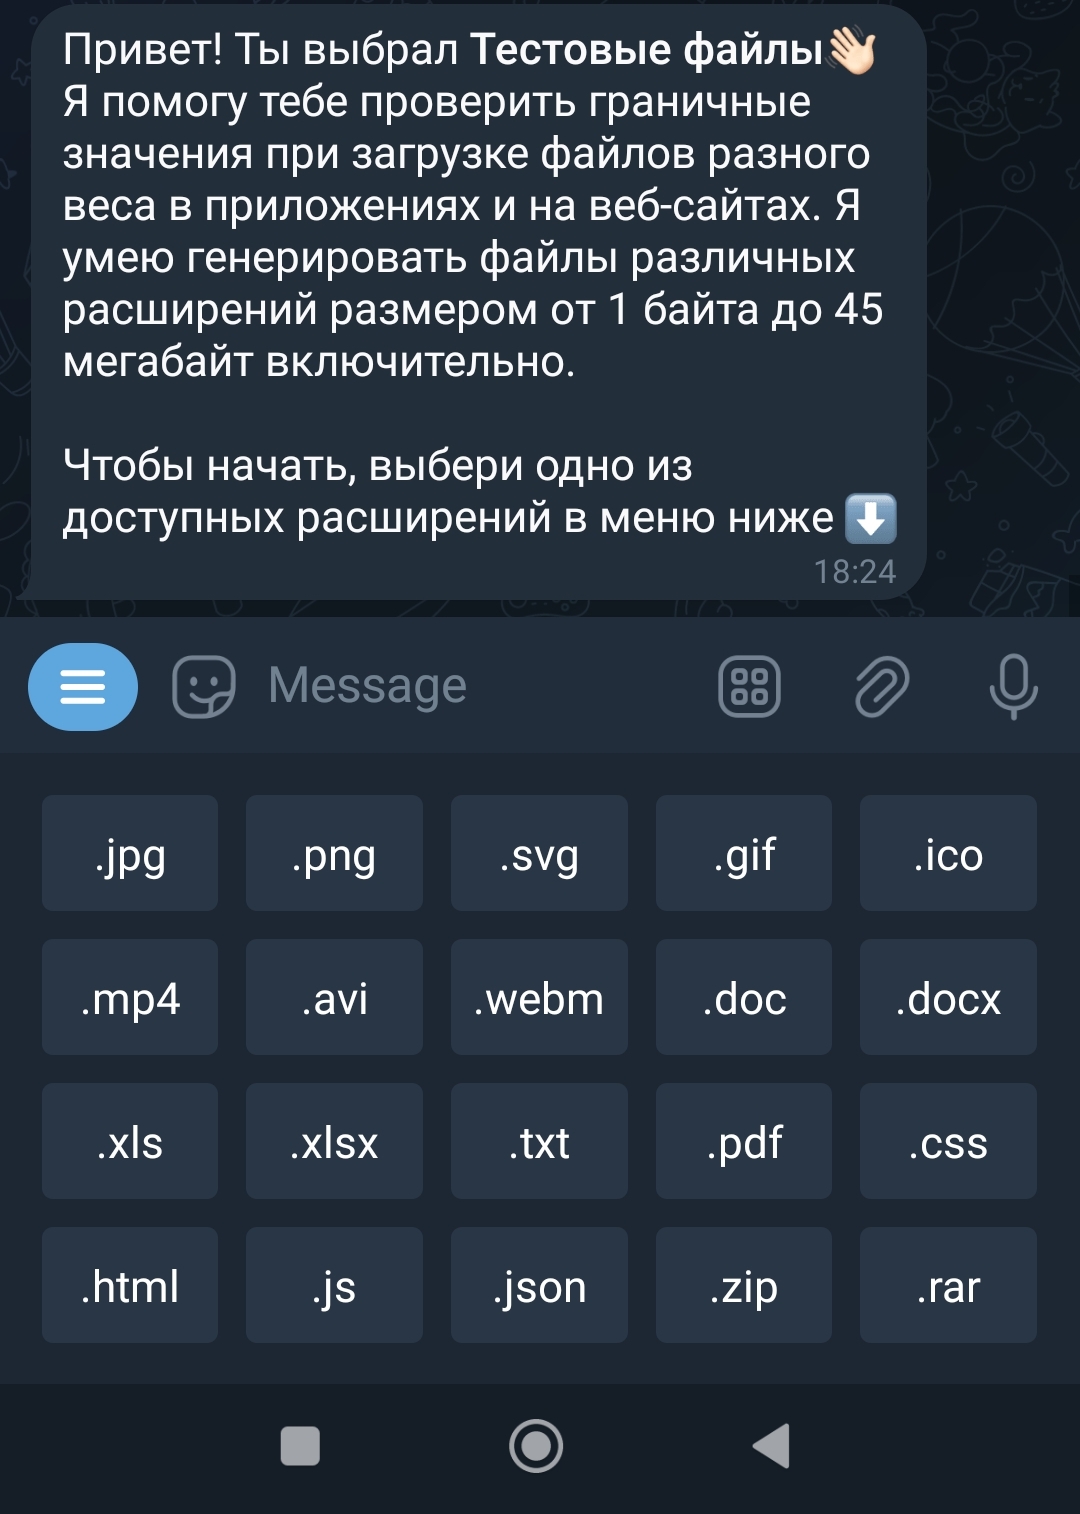 Привет! Ты выбрал Тестовые файлы👋🏻
Я помогу тебе проверить граничные
значения при загрузке файлов разного
веса в приложениях и на веб-сайтах. Я
умею генерировать файлы различных
расширений размером от 1 байта до 45
мегабайт включительно.
Чтобы начать, выбери одно из
доступных расширений в меню ниже ⬇️
18:24
Message
.jpg .png .svg .gif .ico
.mp4 .avi .webm .doc .docx
.xls .xlsx .txt .pdf .css
.html .js .json .zip .rar